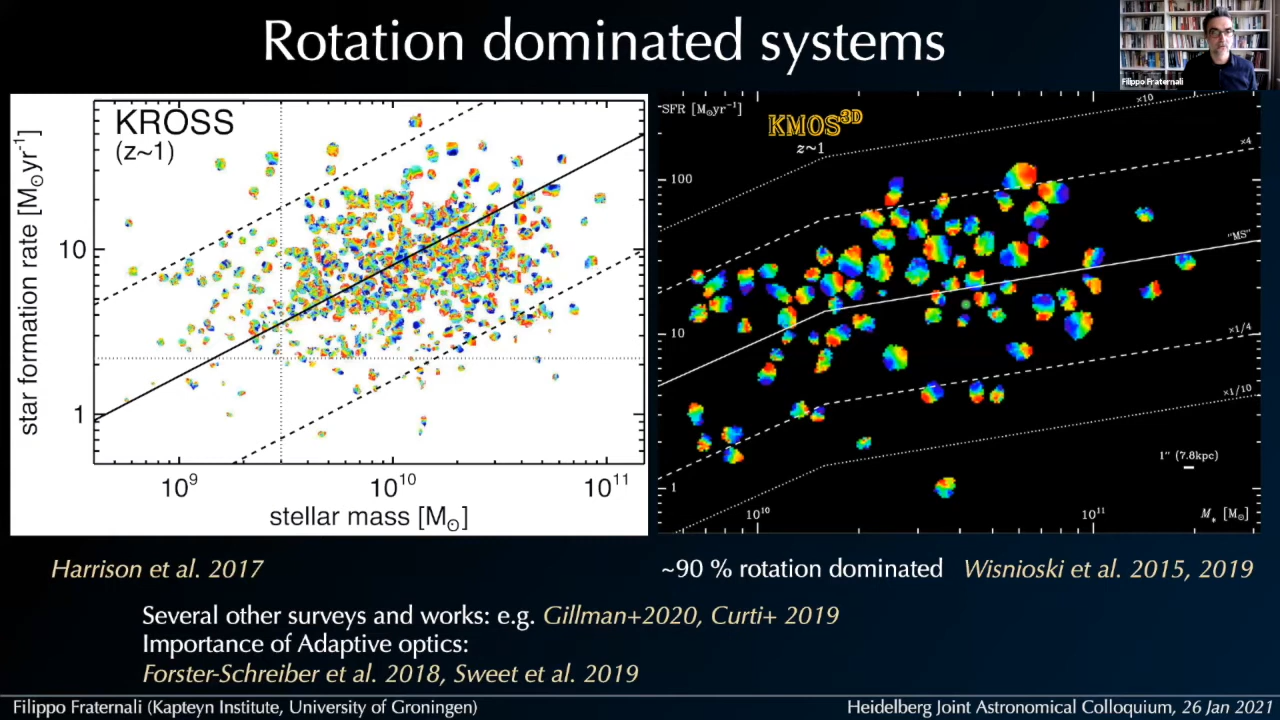 Rotation dominated systems
Filippo Fraternali
KROSS
(z~1)
star formation rate [M☉yr⁻¹]
10
1
10⁹
10¹⁰
10¹¹
stellar mass [M☉]
SFR [M☉yr⁻¹]
KMOS³ᴰ
z~1
×10
×4
"MS"
×1/4
×1/10
100
10
1
1" (7.8kpc)
10¹⁰
10¹¹
M⁎ [M☉]
Harrison et al. 2017
~90 % rotation dominated Wisnioski et al. 2015, 2019
Several other surveys and works: e.g. Gillman+2020, Curti+ 2019
Importance of Adaptive optics:
Forster-Schreiber et al. 2018, Sweet et al. 2019
Filippo Fraternali (Kapteyn Institute, University of Groningen)
Heidelberg Joint Astronomical Colloquium, 26 Jan 2021